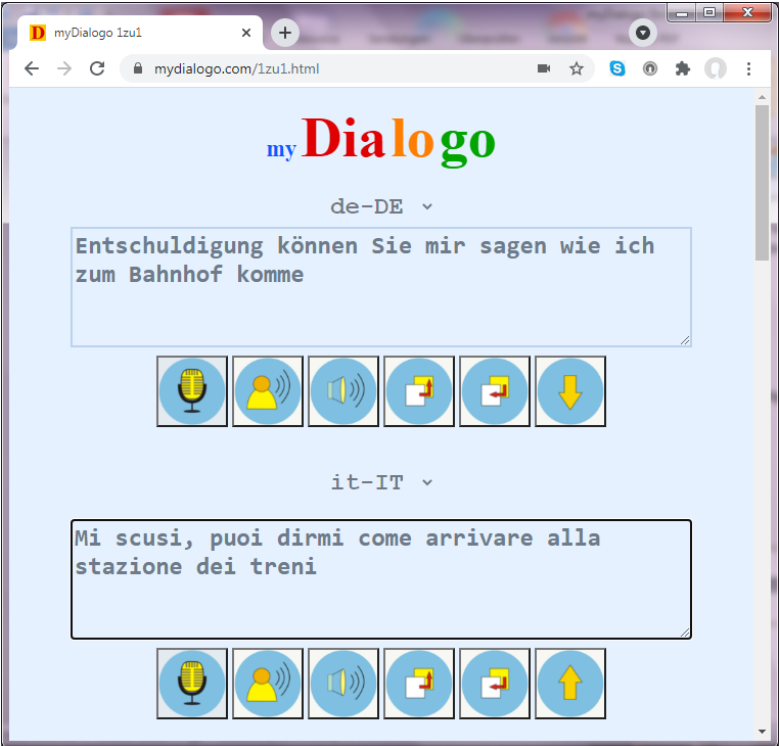 myDialogo 1zu1
mydialogo.com/1zu1.html
myDialogo
de-DE
Entschuldigung können Sie mir sagen wie ich
zum Bahnhof komme
it-IT
Mi scusi, puoi dirmi come arrivare alla
stazione dei treni